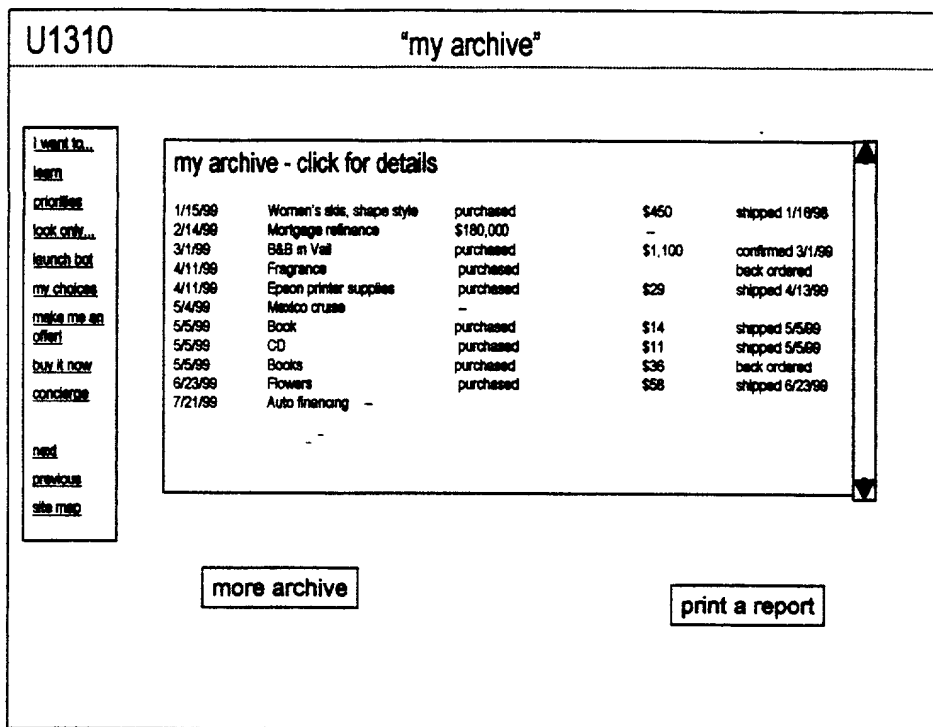 U1310
"my archive"
I want to...
learn
priorities
look only...
launch bot
my choices
make me an
offer!
buy it now
concierge
next
previous
site map
my archive - click for details
1/15/99 Women's skis, shape style purchased $450 shipped 1/18/98
2/14/99 Mortgage refinance $180,000 –
3/1/99 B&B in Vail purchased $1,100 confirmed 3/1/99
4/11/99 Fragrance purchased back ordered
4/11/99 Epson printer supplies purchased $29 shipped 4/13/99
5/4/99 Mexico cruise –
5/5/99 Book purchased $14 shipped 5/5/99
5/5/99 CD purchased $11 shipped 5/5/99
5/5/99 Books purchased $36 back ordered
6/23/99 Flowers purchased $58 shipped 6/23/99
7/21/99 Auto financing –
more archive
print a report